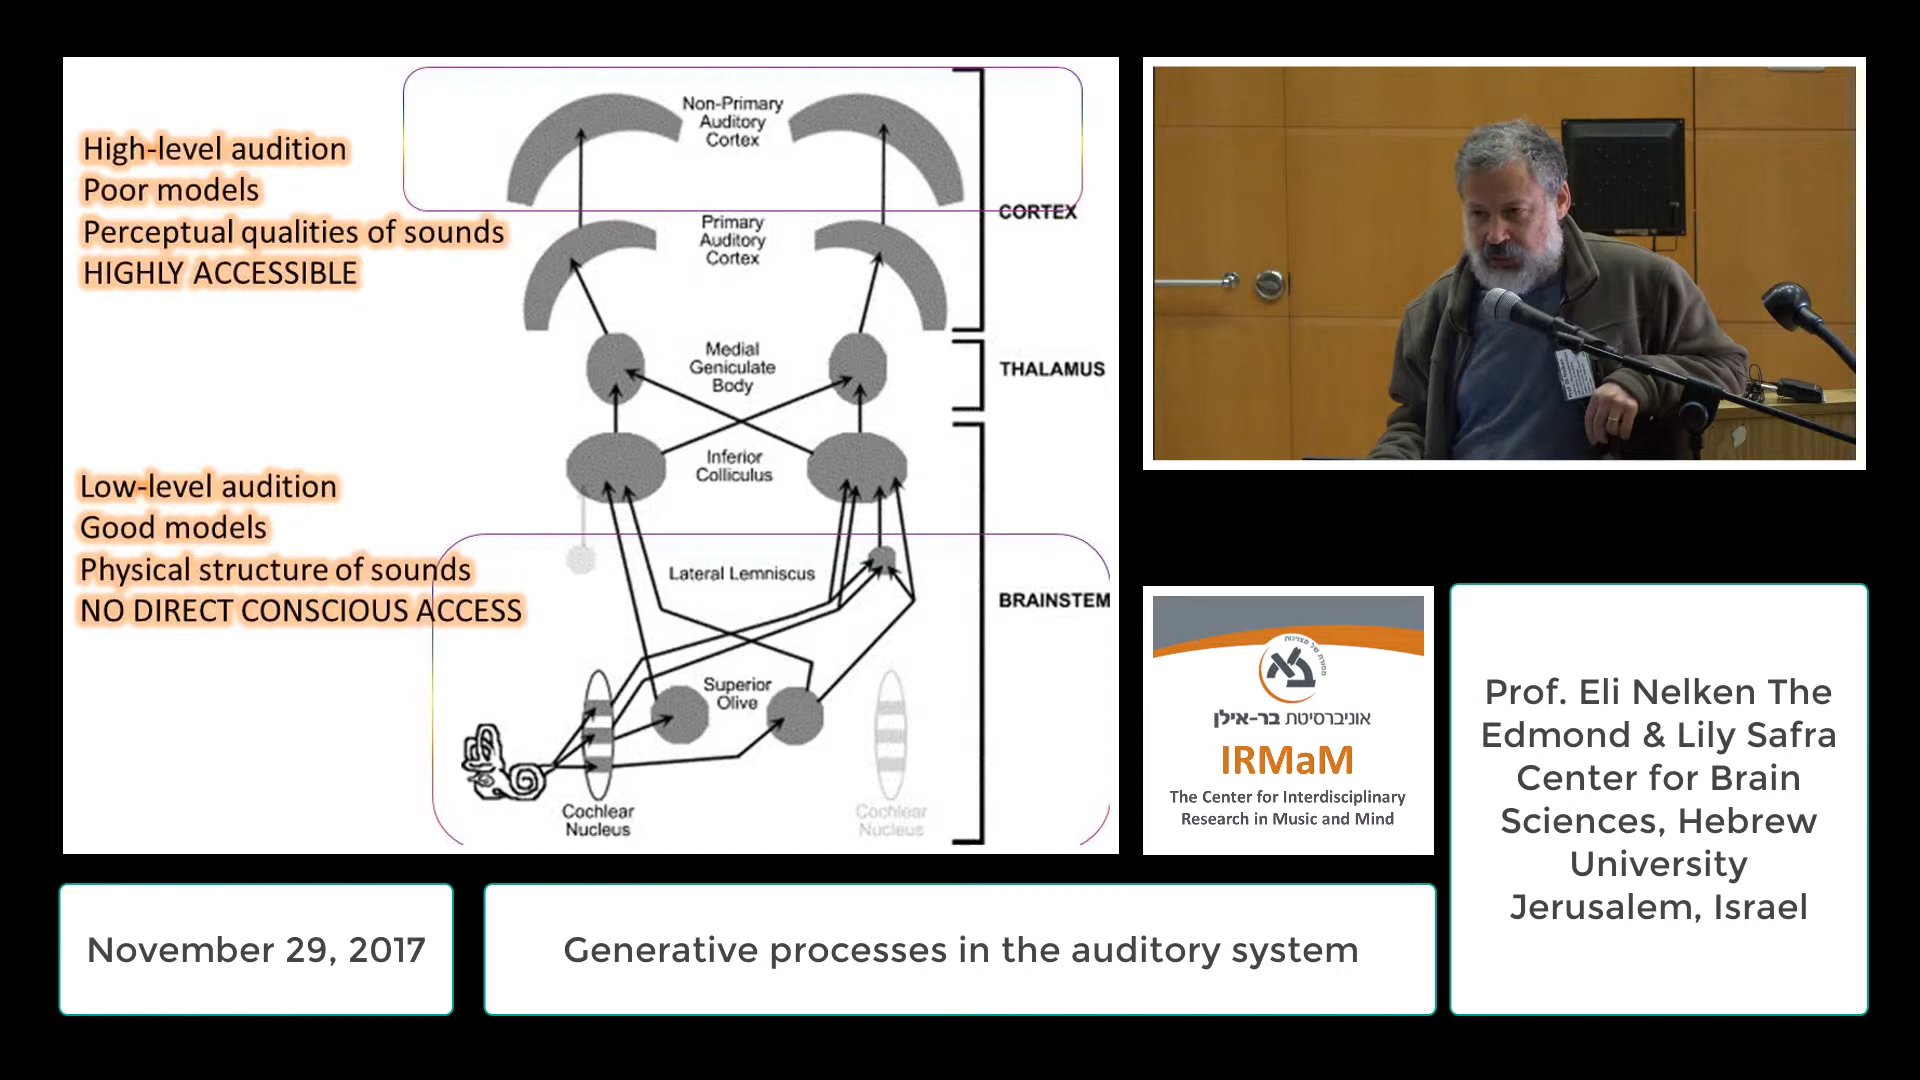 High-level audition
Poor models
Perceptual qualities of sounds
HIGHLY ACCESSIBLE
Low-level audition
Good models
Physical structure of sounds
NO DIRECT CONSCIOUS ACCESS
Non-Primary
Auditory
Cortex
Primary
Auditory
Cortex
CORTEX
Medial
Geniculate
Body
THALAMUS
Inferior
Colliculus
Lateral Lemniscus
BRAINSTEM
Superior
Olive
Cochlear
Nucleus
Cochlear
Nucleus
אוניברסיטת בר-אילן
IRMaM
The Center for Interdisciplinary
Research in Music and Mind
Prof. Eli Nelken The
Edmond & Lily Safra
Center for Brain
Sciences, Hebrew
University
Jerusalem, Israel
November 29, 2017
Generative processes in the auditory system